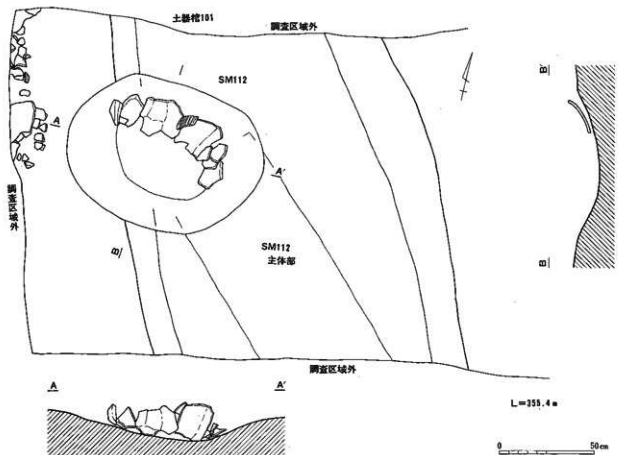 土器棺101
調査区域外
SM112
A
A'
調査区域外
SM112
主体部
B
調査区域外
B'
B
A
A'
L=355.4m
0 50cm